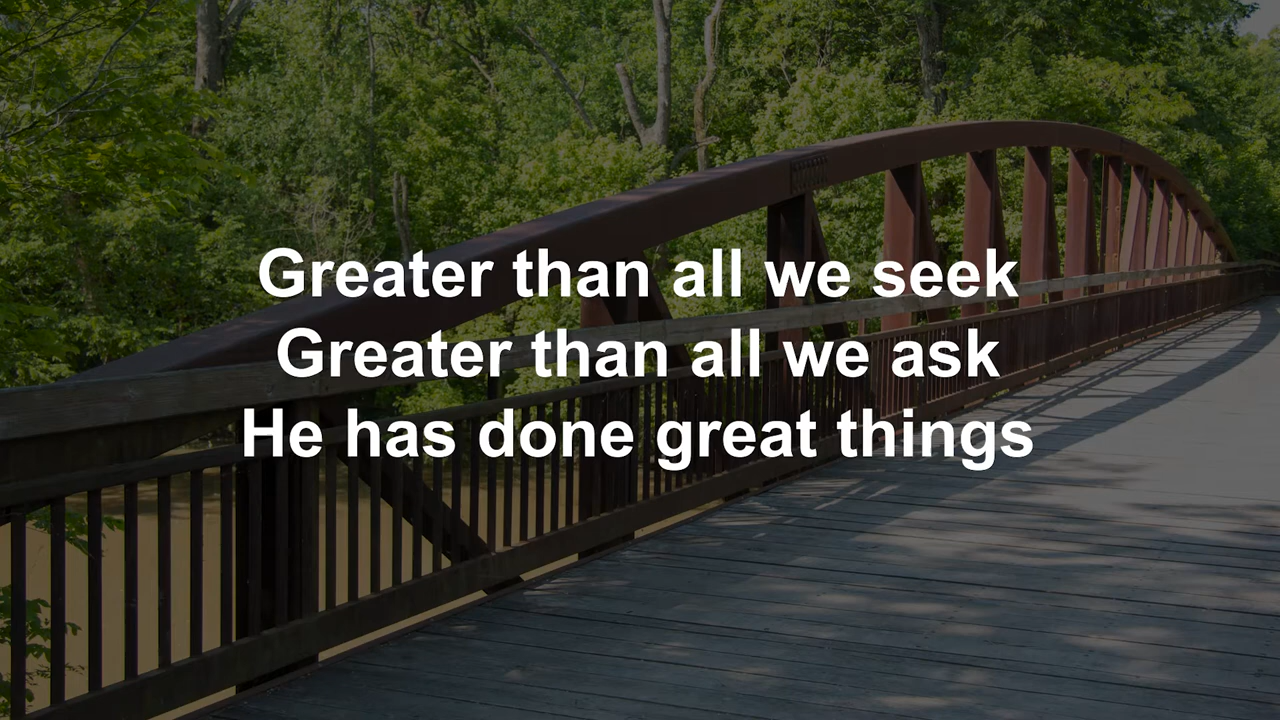 Greater than all we seek
Greater than all we ask
He has done great things